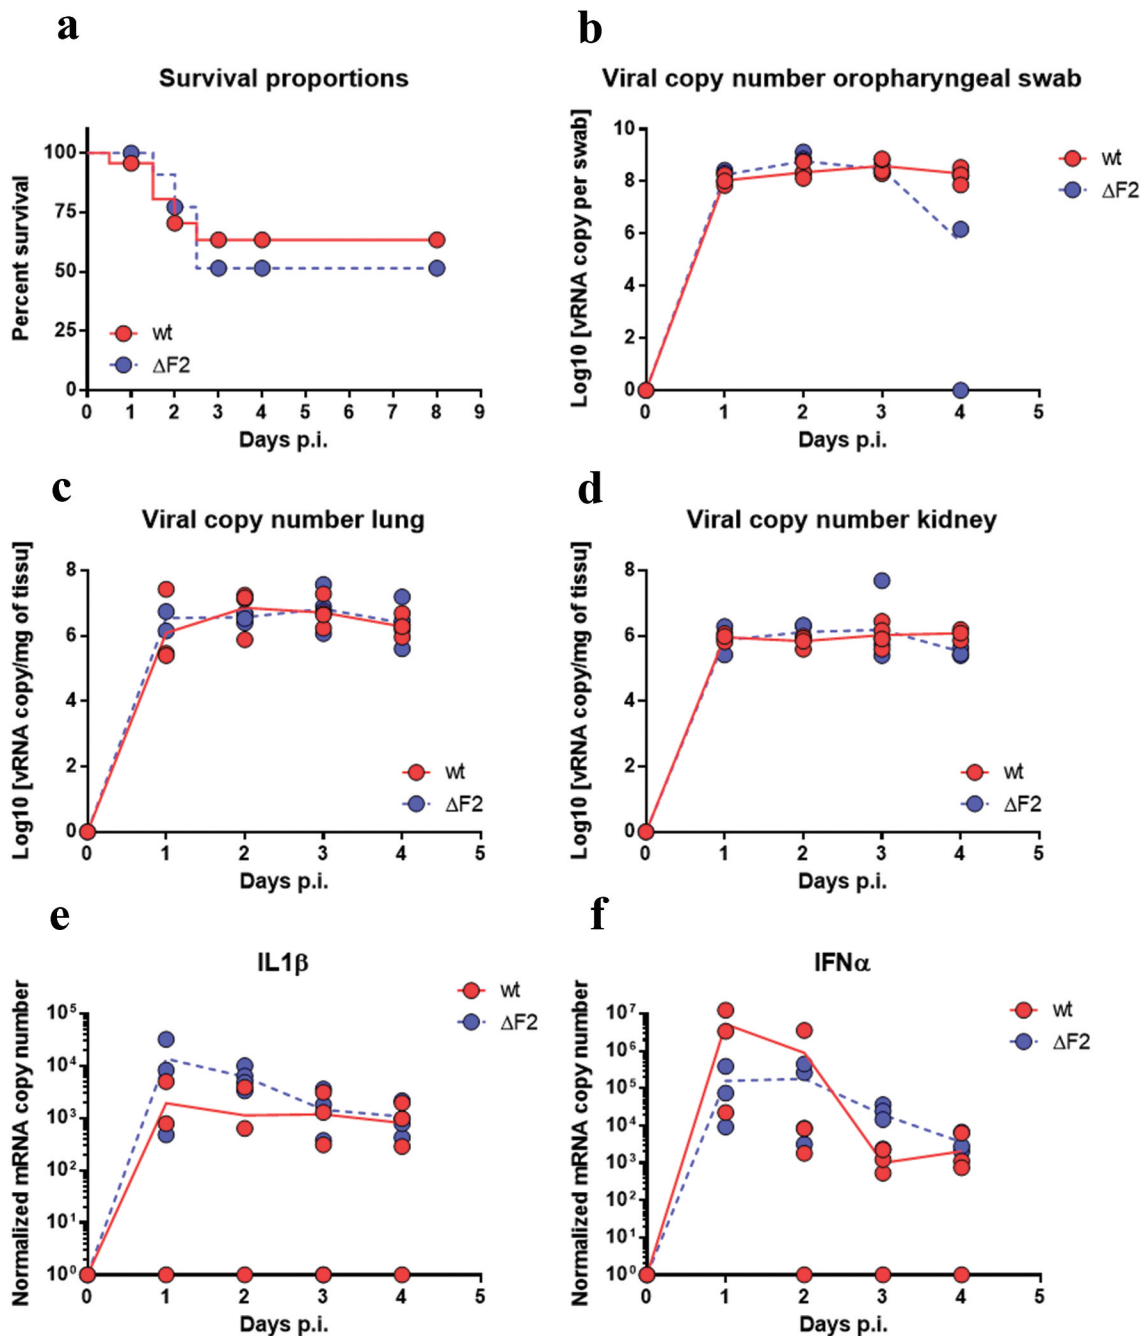 a
Survival proportions
Percent survival
100
75
50
25
0
wt
ΔF2
0 1 2 3 4 5 6 7 8 9
Days p.i.
b
Viral copy number oropharyngeal swab
Log10 [vRNA copy per swab]
10
8
6
4
2
0
wt
ΔF2
0 1 2 3 4 5
Days p.i.
c
Viral copy number lung
Log10 [vRNA copy/mg of tissu]
8
6
4
2
0
wt
ΔF2
0 1 2 3 4 5
Days p.i.
d
Viral copy number kidney
Log10 [vRNA copy/mg of tissu]
8
6
4
2
0
wt
ΔF2
0 1 2 3 4 5
Days p.i.
e
IL1β
Normalized mRNA copy number
10⁵
10⁴
10³
10²
10¹
10⁰
wt
ΔF2
0 1 2 3 4 5
Days p.i.
f
IFNα
Normalized mRNA copy number
10⁷
10⁶
10⁵
10⁴
10³
10²
10¹
10⁰
wt
ΔF2
0 1 2 3 4 5
Days p.i.